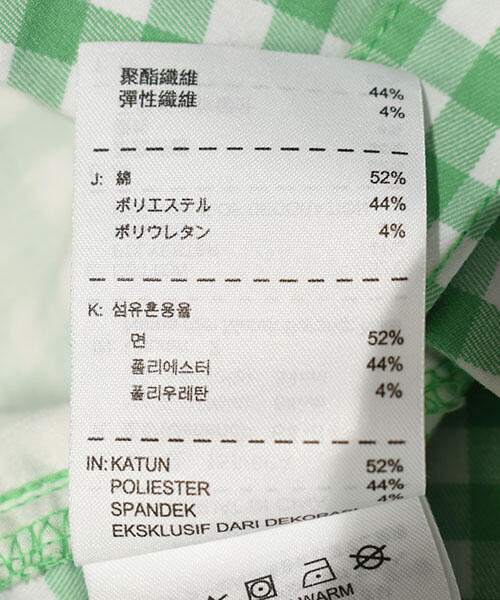 聚酯纖維 44%
彈性纖維 4%
J: 綿 52%
ポリエステル 44%
ポリウレタン 4%
K: 섬유혼용율
면 52%
폴리에스터 44%
폴리우레탄 4%
IN: KATUN 52%
POLIESTER 44%
SPANDEK 4%
EKSKLUSIF DARI
WARM